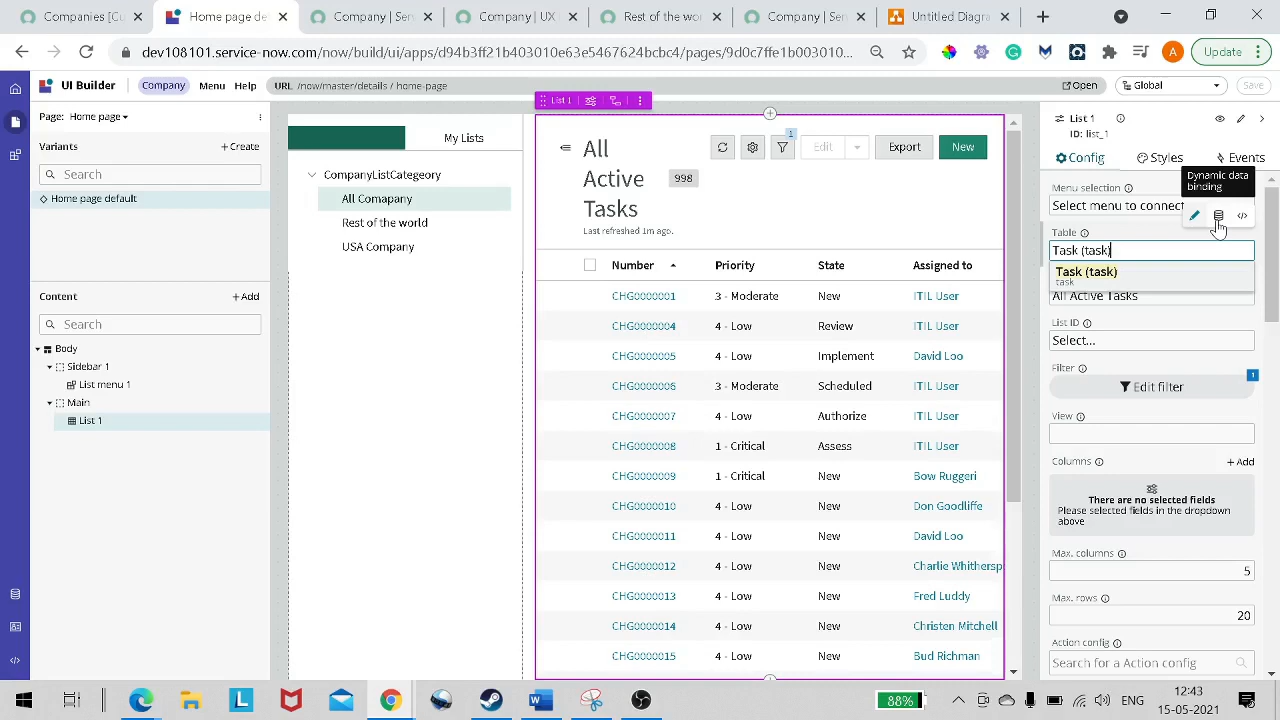 Companies [Co
Home page de
Company | Sen
Company | UX
Rest of the wo
Company | Sen
Untitled Diagra
dev108101.service-now.com/now/build/ui/apps/d94b3ff21b403010e63e5467624bcbc4/pages/9d0c7ffe1b003010...
Update
UI Builder
Company
Menu
Help
URL /now/master/details / home-page
Open
Global
Save
Page: Home page
Variants
Create
Search
Home page default
Content
Add
Search
Body
Sidebar 1
List menu 1
Main
List 1
My Lists
CompanyListCategeory
All Comapany
Rest of the world
USA Company
List 1
All
Active
Tasks
998
Last refreshed 1m ago.
1
Edit
Export
New
Number Priority State Assigned to
CHG0000001 3 - Moderate New ITIL User
CHG0000004 4 - Low Review ITIL User
CHG0000005 4 - Low Implement David Loo
CHG0000006 3 - Moderate Scheduled ITIL User
CHG0000007 4 - Low Authorize ITIL User
CHG0000008 1 - Critical Assess ITIL User
CHG0000009 1 - Critical New Bow Ruggeri
CHG0000010 4 - Low New Don Goodliffe
CHG0000011 4 - Low New David Loo
CHG0000012 4 - Low New Charlie Whithersp
CHG0000013 4 - Low New Fred Luddy
CHG0000014 4 - Low New Christen Mitchell
CHG0000015 4 - Low New Bud Richman
List 1
ID: list_1
Config
Styles
Events
Dynamic data
binding
Menu selection
Select menu to connect
Table
Task (task)
Task (task)
task
All Active Tasks
List ID
Select...
Filter
1
Edit filter
View
Columns
Add
There are no selected fields
Please selected fields in the dropdown
above
Max. columns
5
Max. rows
20
Action config
Search for a Action config
88%
ENG
12:43
15-05-2021